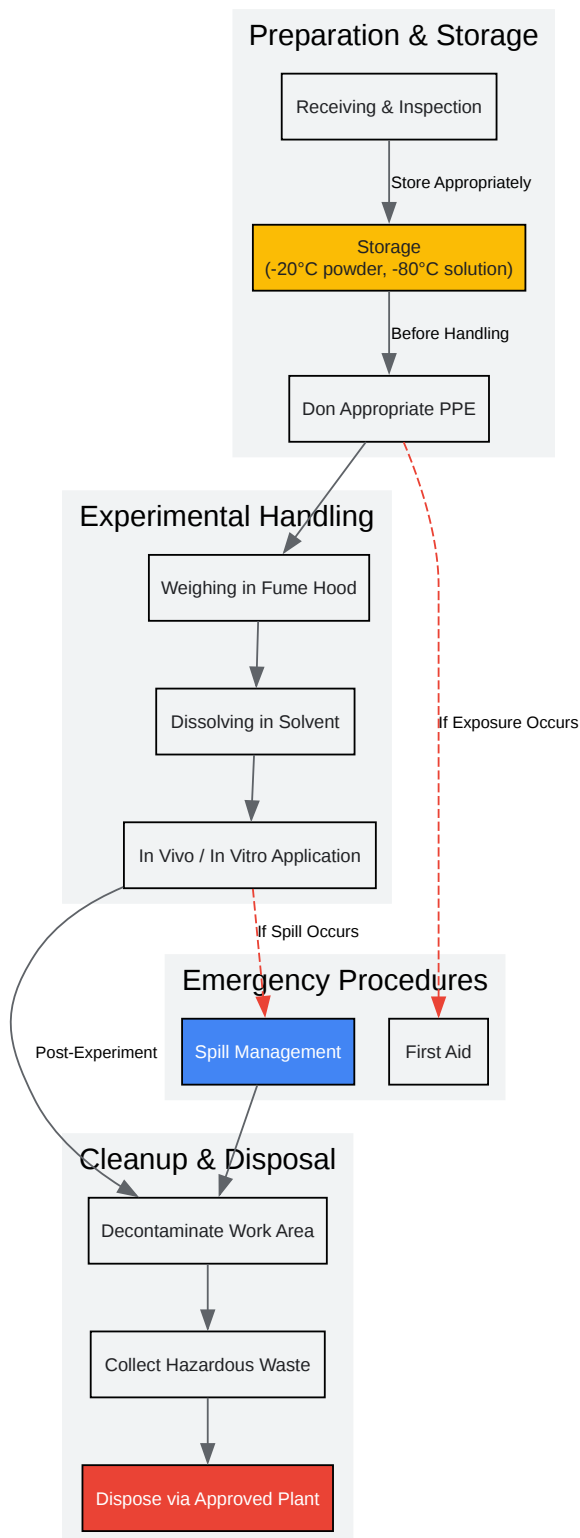 Preparation & Storage
Receiving & Inspection
Store Appropriately
Storage
(-20°C powder, -80°C solution)
Before Handling
Don Appropriate PPE
Experimental Handling
Weighing in Fume Hood
Dissolving in Solvent
If Exposure Occurs
In Vivo / In Vitro Application
If Spill Occurs
Emergency Procedures
Spill Management
First Aid
Post-Experiment
Cleanup & Disposal
Decontaminate Work Area
Collect Hazardous Waste
Dispose via Approved Plant